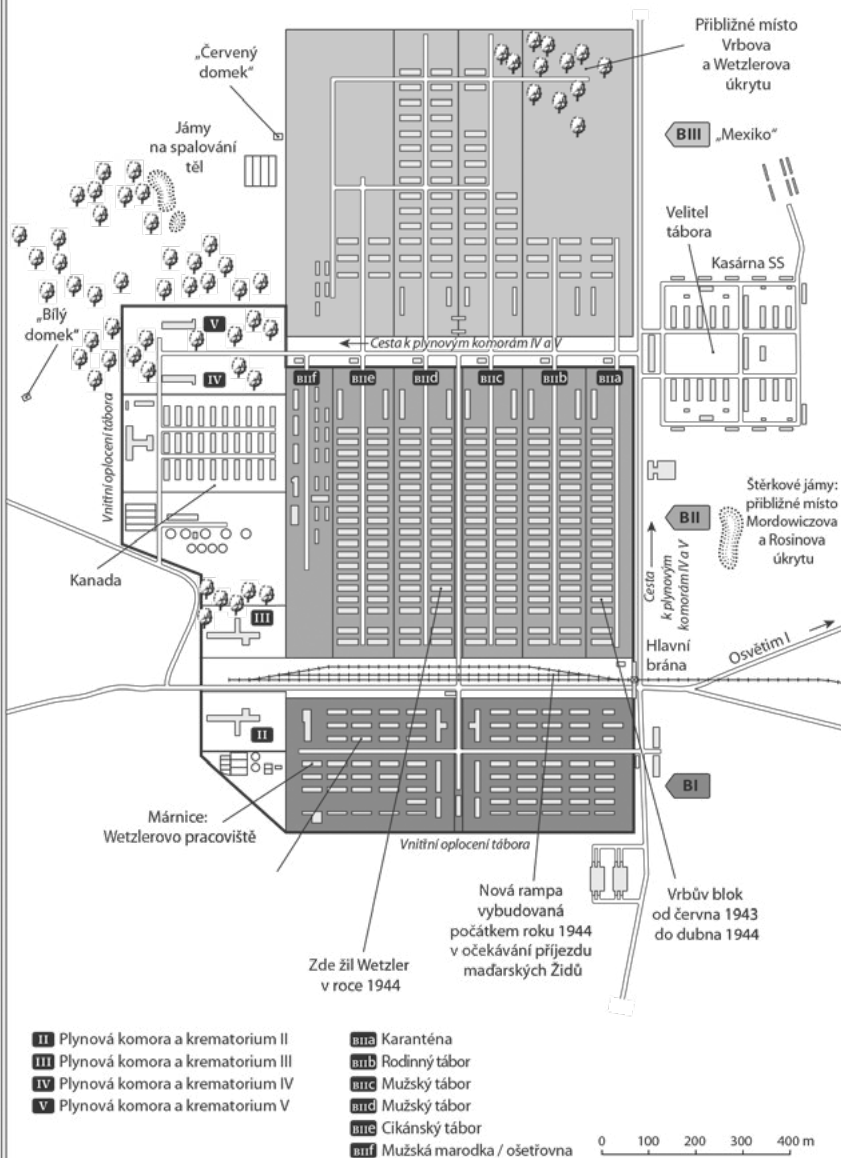 „Červený
domek“
Přibližné místo
Vrbova
a Wetzlerova
úkrytu
Jámy
na spalování
těl
BIII „Mexiko“
Velitel
tábora
Kasárna SS
„Bílý
domek“
V
Cesta k plynovým komorám IV a V
IV
BIIf
BIIe
BIId
BIIc
BIIb
BIIa
Vnitřní oplocení tábora
Kanada
BII
Štěrkové jámy:
přibližné místo
Mordowiczova
a Rosinova
úkrytu
Cesta
k plynovým
komorám IV a V
III
Hlavní
brána
Osvětim I
II
BI
Márnice:
Wetzlerovo pracoviště
Vnitřní oplocení tábora
Zde žil Wetzler
v roce 1944
Nová rampa
vybudovaná
počátkem roku 1944
v očekávání příjezdu
maďarských Židů
Vrbův blok
od června 1943
do dubna 1944
II Plynová komora a krematorium II
III Plynová komora a krematorium III
IV Plynová komora a krematorium IV
V Plynová komora a krematorium V
BIIa Karanténa
BIIb Rodinný tábor
BIIc Mužský tábor
BIId Mužský tábor
BIIe Cikánský tábor
BIIf Mužská marodka / ošetřovna
0 100 200 300 400 m